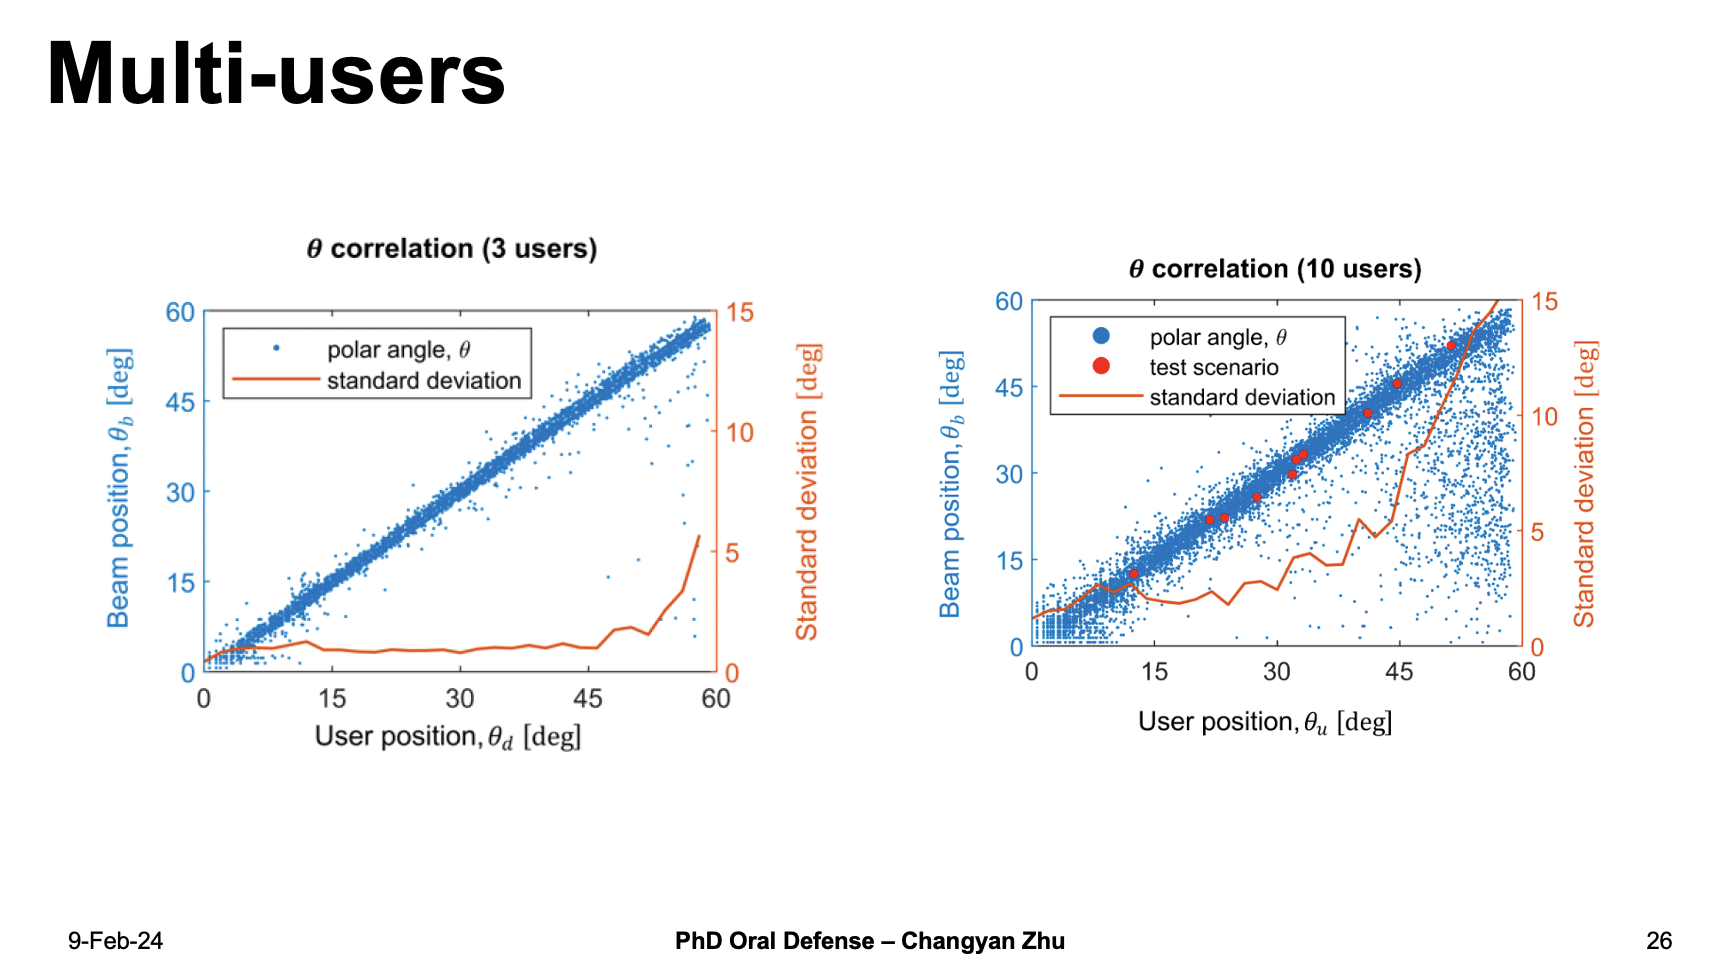 Multi-users
θ correlation (3 users)
60
45
30
15
0
Beam position, θb [deg]
polar angle, θ
standard deviation
15
10
5
0
Standard deviation [deg]
0 15 30 45 60
User position, θd [deg]
θ correlation (10 users)
60
45
30
15
0
Beam position, θb [deg]
polar angle, θ
test scenario
standard deviation
15
10
5
0
Standard deviation [deg]
0 15 30 45 60
User position, θu [deg]
9-Feb-24
PhD Oral Defense – Changyan Zhu
26